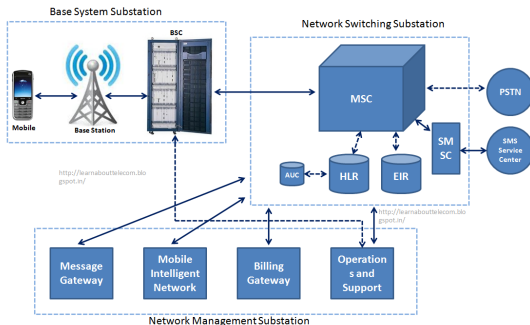 Base System Substation
Network Switching Substation
BSC
Mobile
Base Station
MSC
PSTN
SM
SC
SMS
Service
Center
AUC
HLR
EIR
http://learnabouttelecom.blo
gspot.in/
http://learnabouttelecom.blo
gspot.in/
Message
Gateway
Mobile
Intelligent
Network
Billing
Gateway
Operation
s and
Support
Network Management Substation